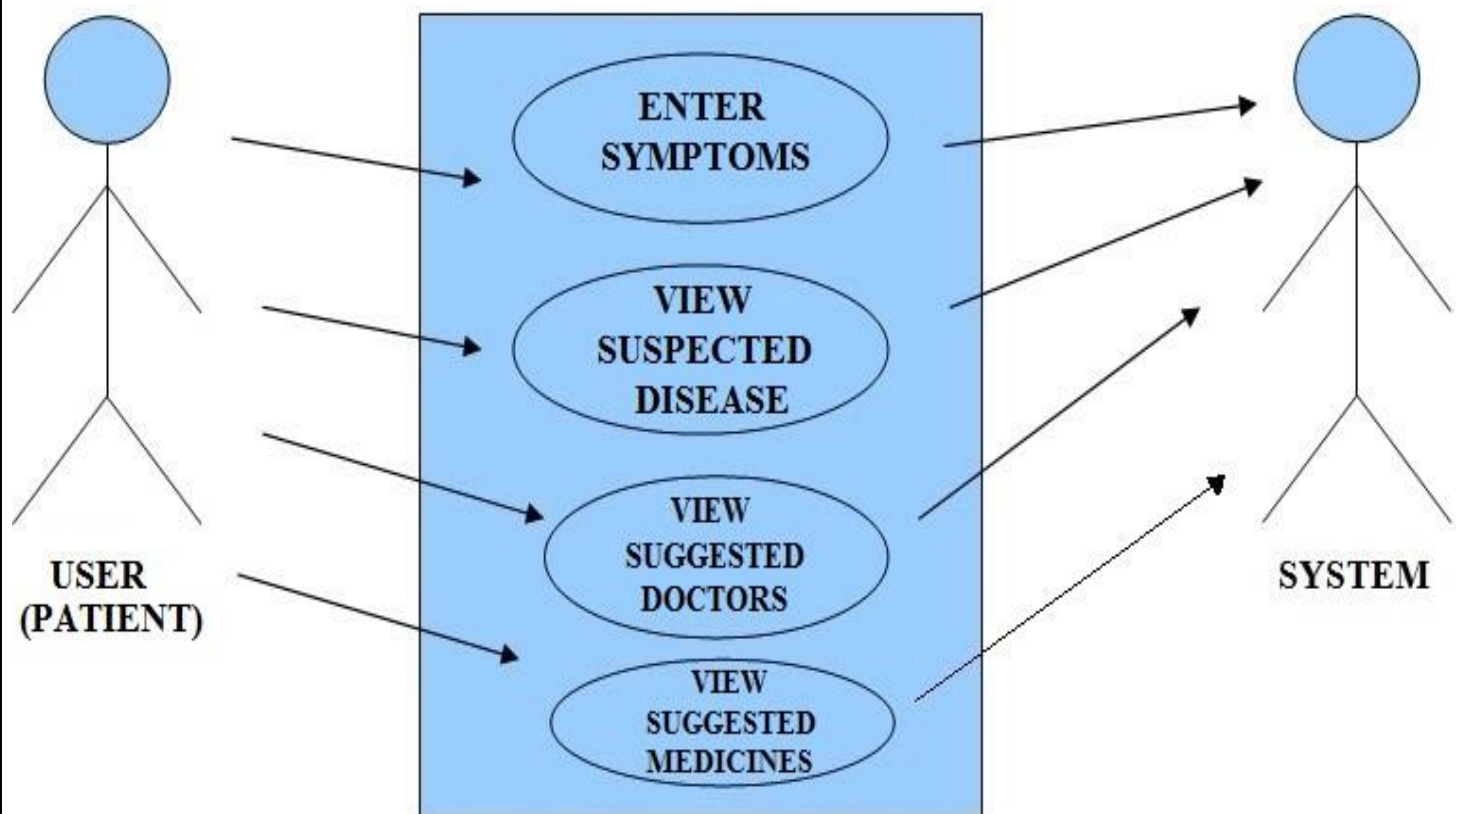 ENTER
SYMPTOMS
VIEW
SUSPECTED
DISEASE
VIEW
SUGGESTED
DOCTORS
VIEW
SUGGESTED
MEDICINES
USER
(PATIENT)
SYSTEM